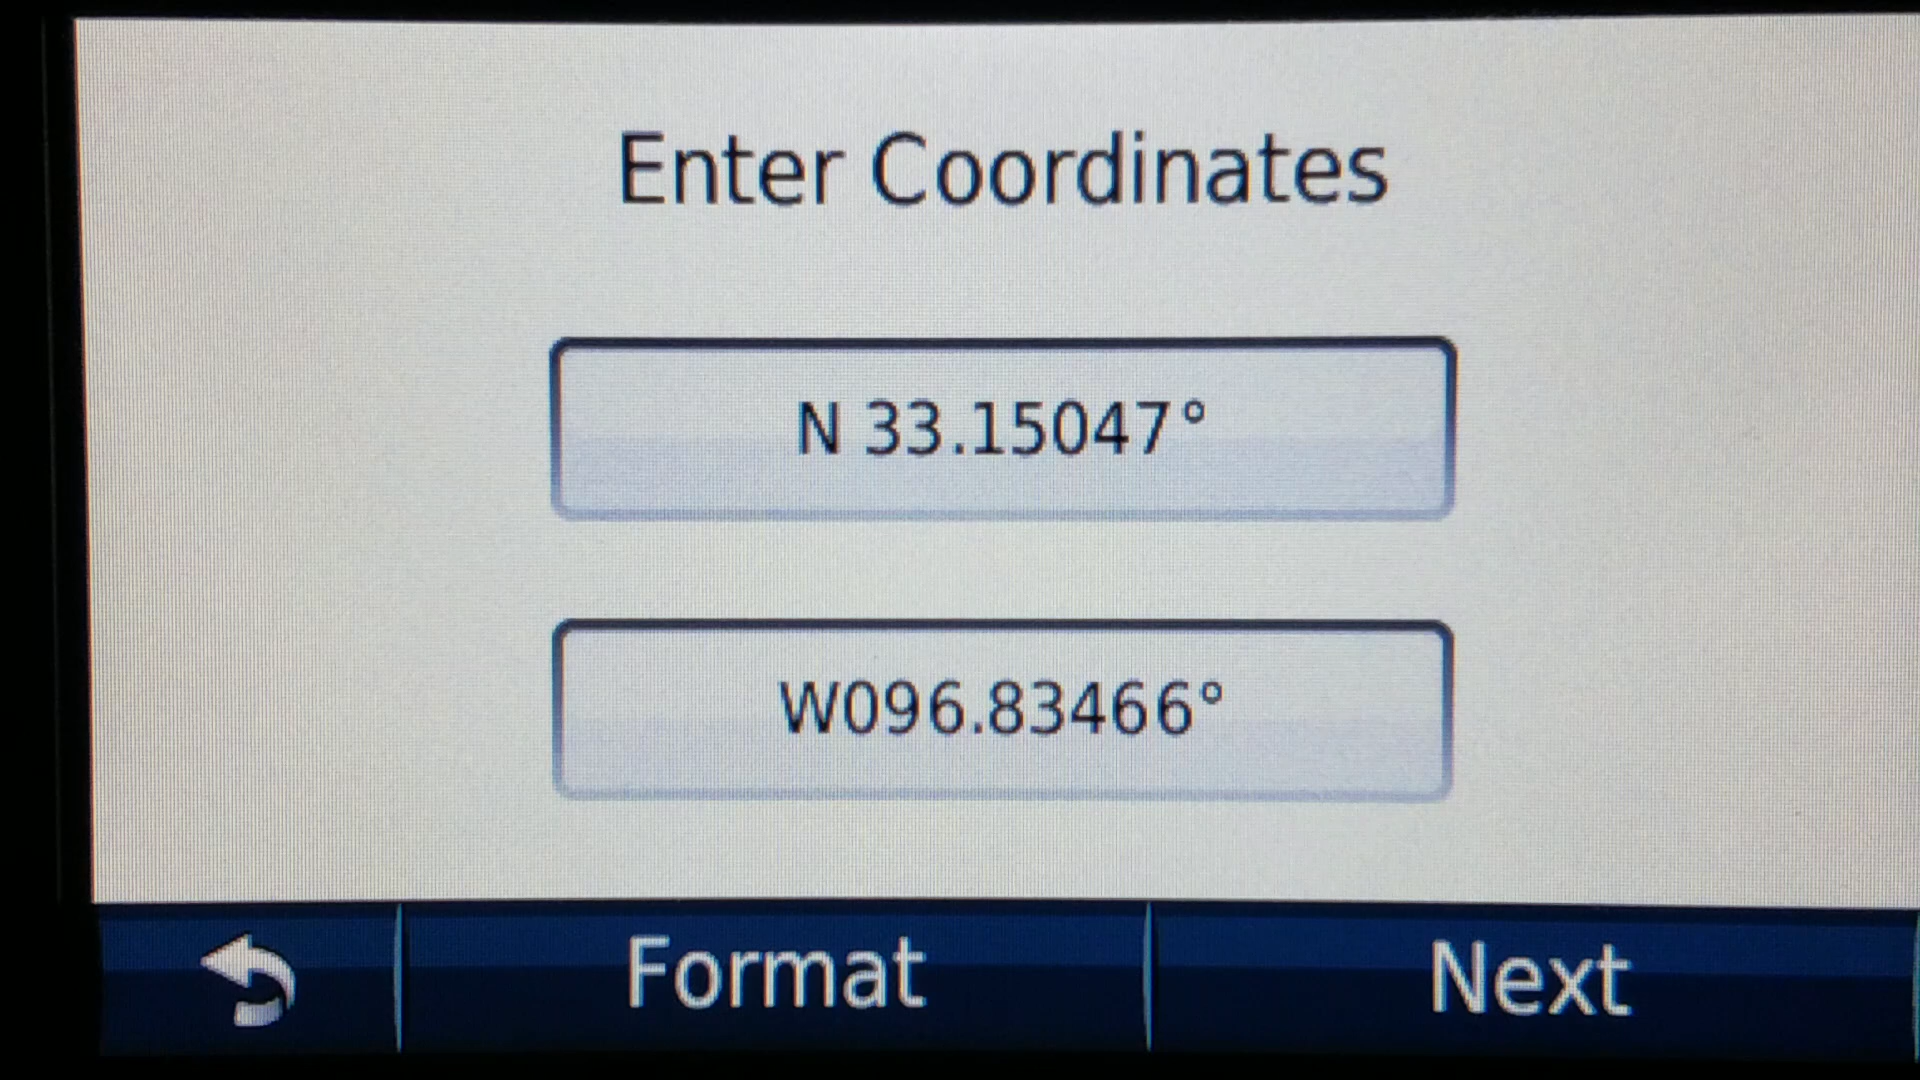 Enter Coordinates
N 33.15047°
W096.83466°
Format
Next